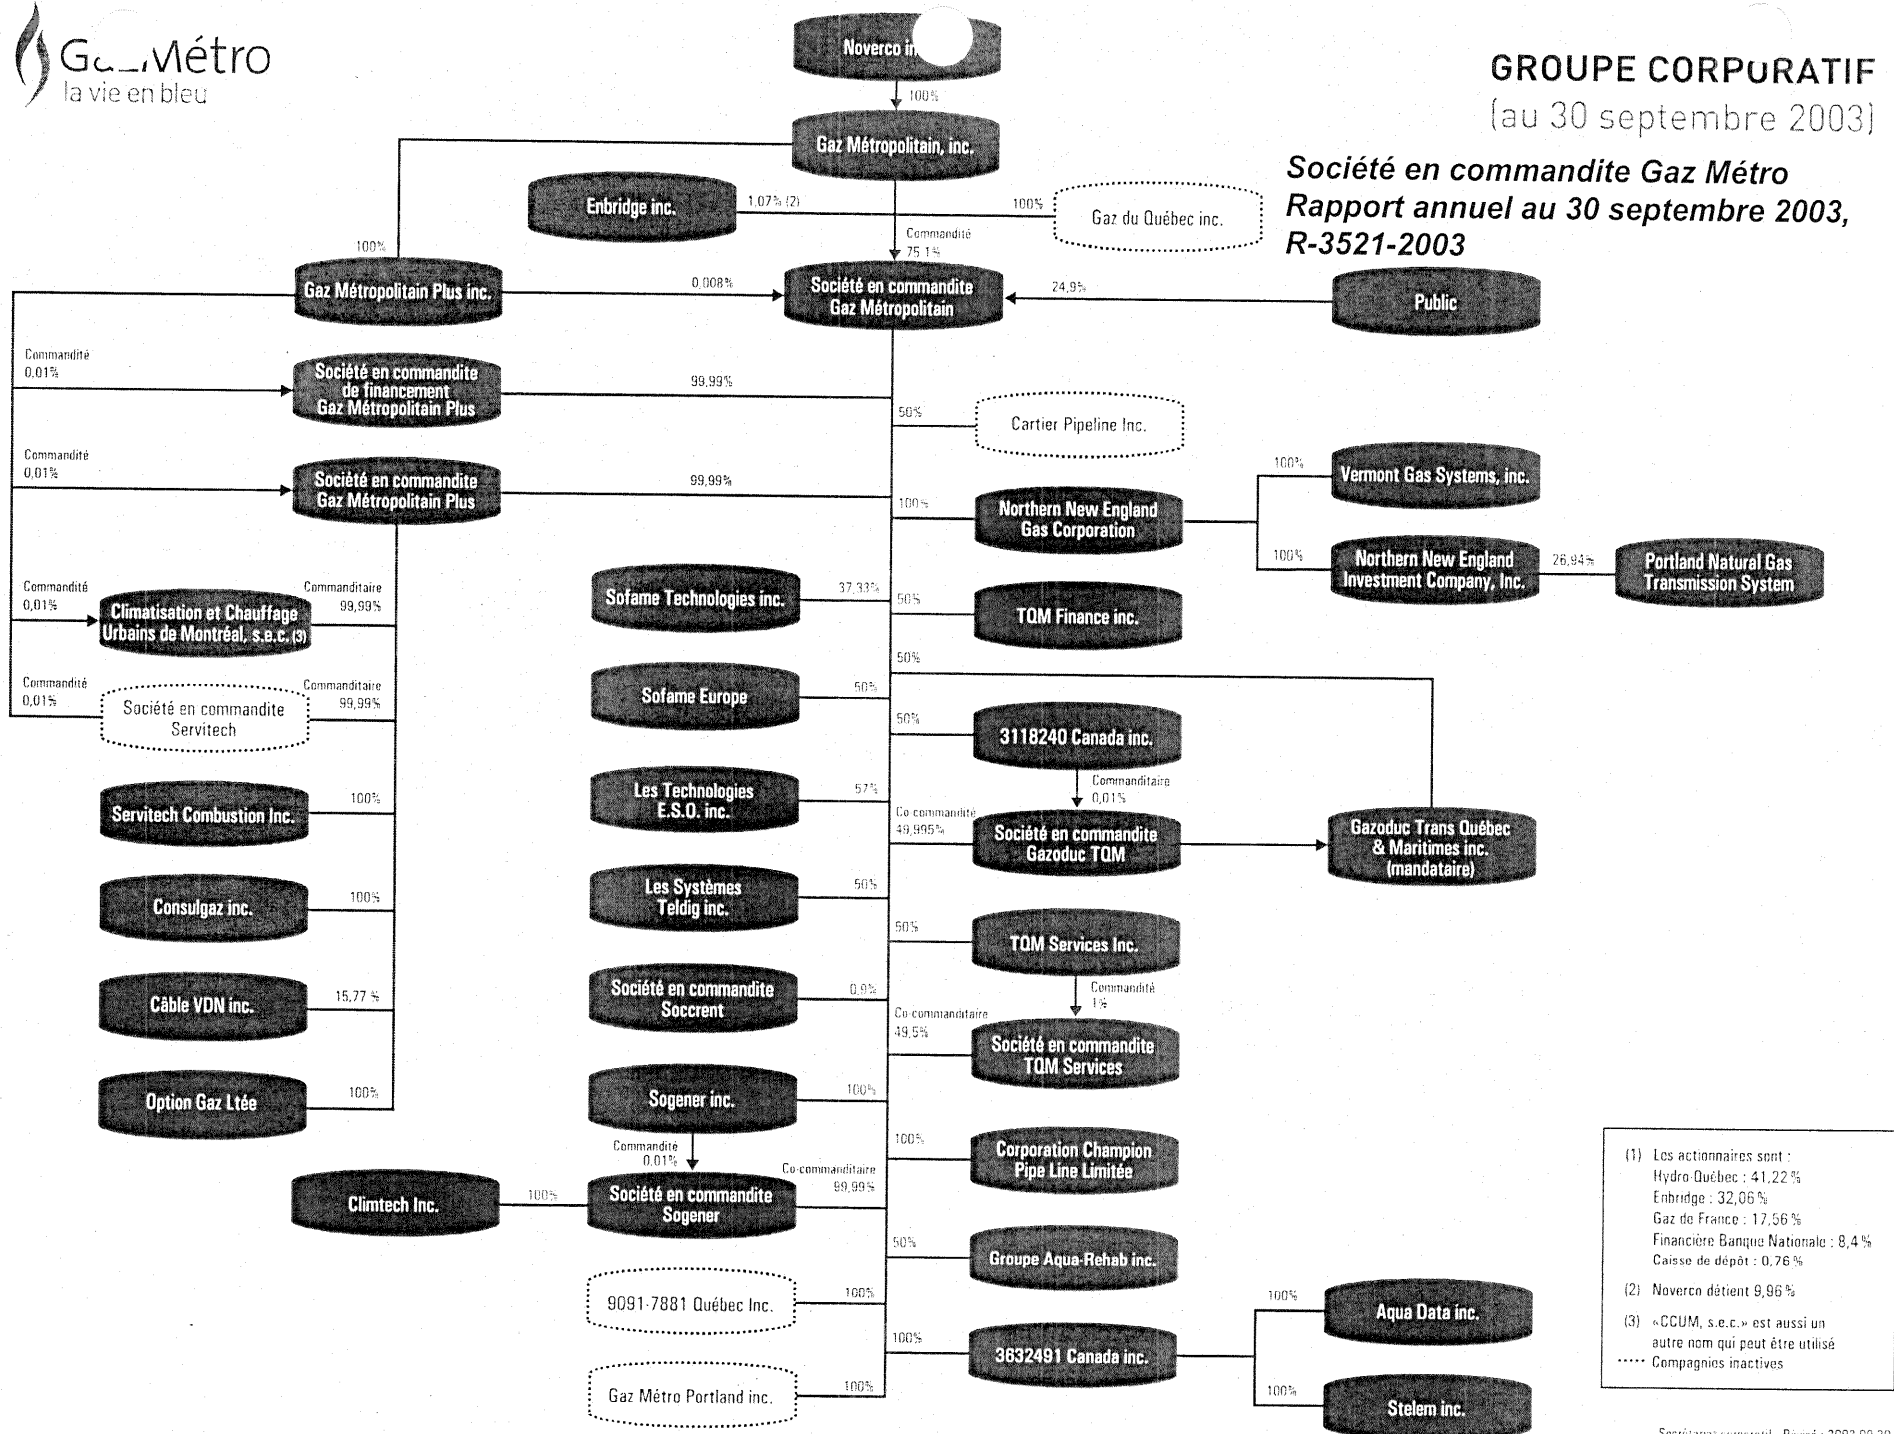 Métro
la vie en bleu
GROUPE CORPORATIF
(au 30 septembre 2003)
Société en commandite Gaz Métro
Rapport annuel au 30 septembre 2003,
R-3521-2003
Noverco
100%
Gaz Métropolitain, inc.
Enbridge inc.
1,07% (2)
100%
Gaz du Québec inc.
Commandité
75.1%
100%
Gaz Métropolitain Plus inc.
0,008%
Société en commandite
Gaz Métropolitain
24,9%
Public
Commandité
0,01%
Société en commandite
de financement
Gaz Métropolitain Plus
99,99%
50%
Cartier Pipeline Inc.
Commandité
0,01%
Société en commandite
Gaz Métropolitain Plus
99,99%
100%
Northern New England
Gas Corporation
100%
Vermont Gas Systems, inc.
100%
Northern New England
Investment Company, Inc.
26,94%
Portland Natural Gas
Transmission System
Commandité
0,01%
Climatisation et Chauffage
Urbains de Montréal, s.e.c. (3)
Commanditaire
99,99%
Sofame Technologies inc.
37,33%
50%
TQM Finance inc.
50%
Commandité
0,01%
Société en commandite
Servitech
Commanditaire
99,99%
Sofame Europe
50%
50%
3118240 Canada inc.
Commanditaire
0,01%
Servitech Combustion Inc.
100%
Les Technologies
E.S.O. inc.
57%
Co-commandité
49,995%
Société en commandite
Gazoduc TQM
Gazoduc Trans Québec
& Maritimes inc.
(mandataire)
Consulgaz inc.
100%
Les Systèmes
Teldig inc.
50%
50%
TQM Services Inc.
Commandité
1%
Câble VDN inc.
15,77 %
Société en commandite
Soccrent
0,9%
Co-commanditaire
49,5%
Société en commandite
TQM Services
Option Gaz Ltée
100%
Sogener inc.
100%
Commandité
0,01%
100%
Corporation Champion
Pipe Line Limitée
Climtech Inc.
100%
Société en commandite
Sogener
Co-commanditaire
99,99%
50%
Groupe Aqua-Rehab inc.
9091-7881 Québec Inc.
100%
100%
3632491 Canada inc.
100%
Aqua Data inc.
100%
Stelem inc.
Gaz Métro Portland inc.
100%
(1) Les actionnaires sont :
Hydro-Québec : 41,22 %
Enbridge : 32,06 %
Gaz de France : 17,56 %
Financière Banque Nationale : 8,4 %
Caisse de dépôt : 0,76 %
(2) Noverco détient 9,96 %
(3) «CCUM, s.e.c.» est aussi un
autre nom qui peut être utilisé
..... Compagnies inactives